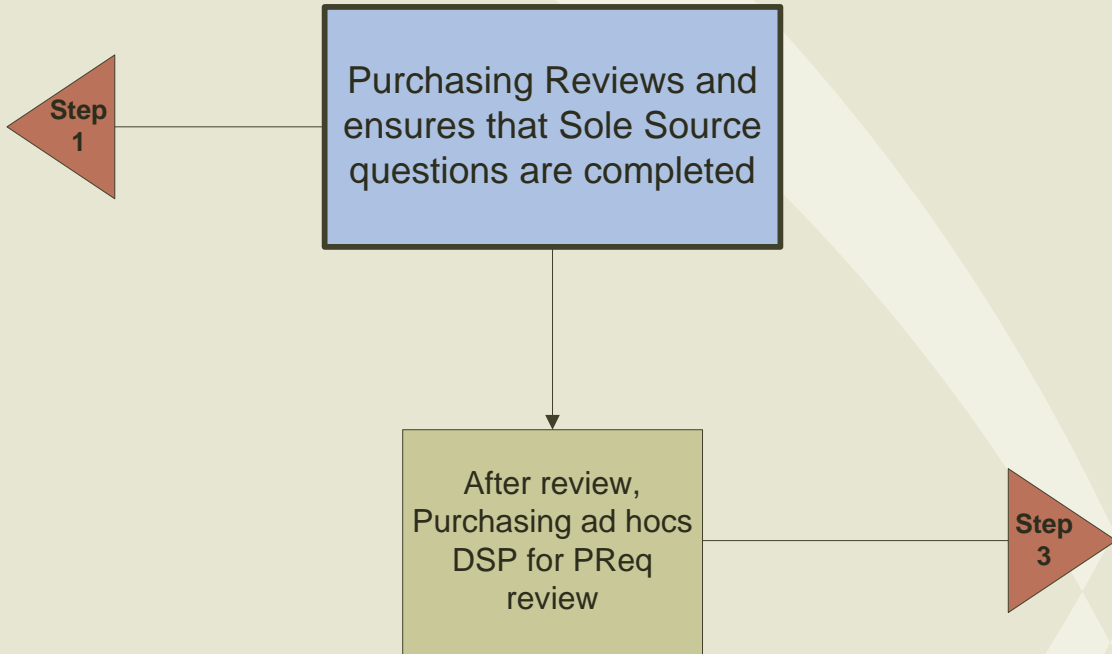 Step
1
Purchasing Reviews and
ensures that Sole Source
questions are completed
After review,
Purchasing ad hocs
DSP for PReq
review
Step
3